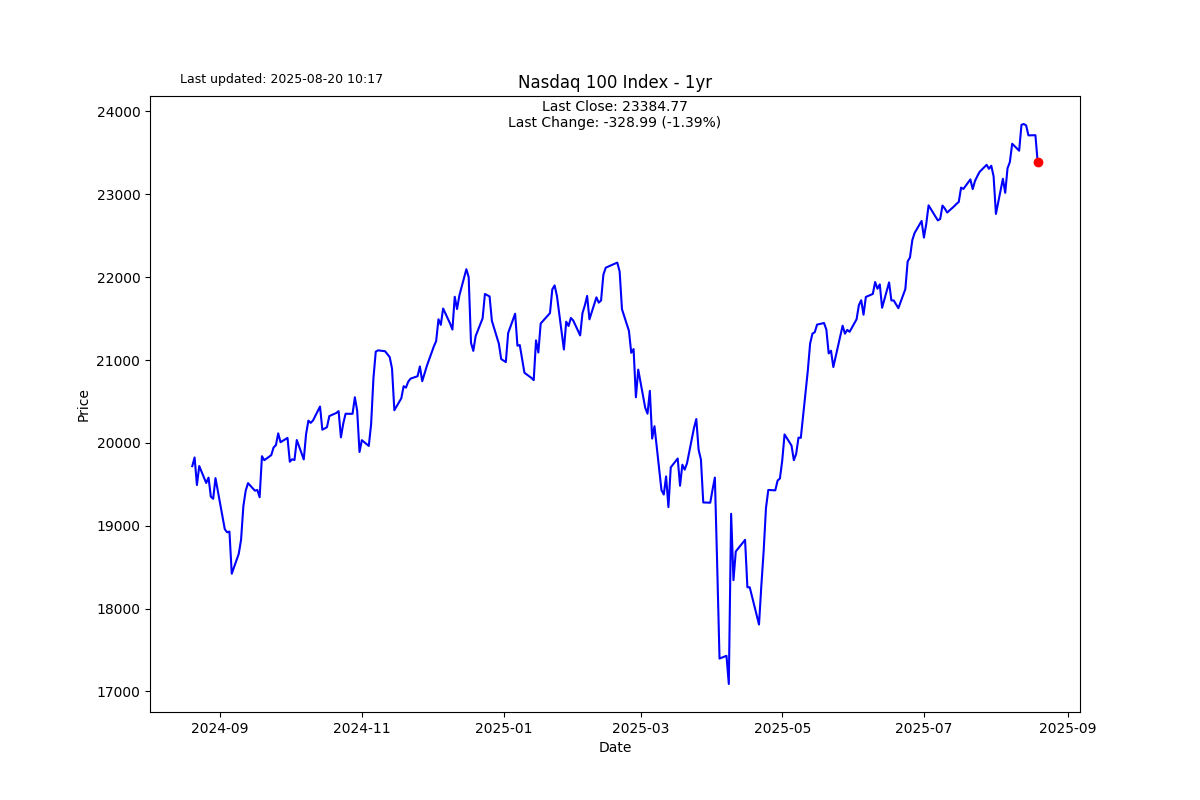 Last updated: 2025-08-20 10:17
Nasdaq 100 Index - 1yr
Last Close: 23384.77
Last Change: -328.99 (-1.39%)
24000
23000
22000
21000
20000
19000
18000
17000
Price
2024-09
2024-11
2025-01
2025-03
2025-05
2025-07
2025-09
Date